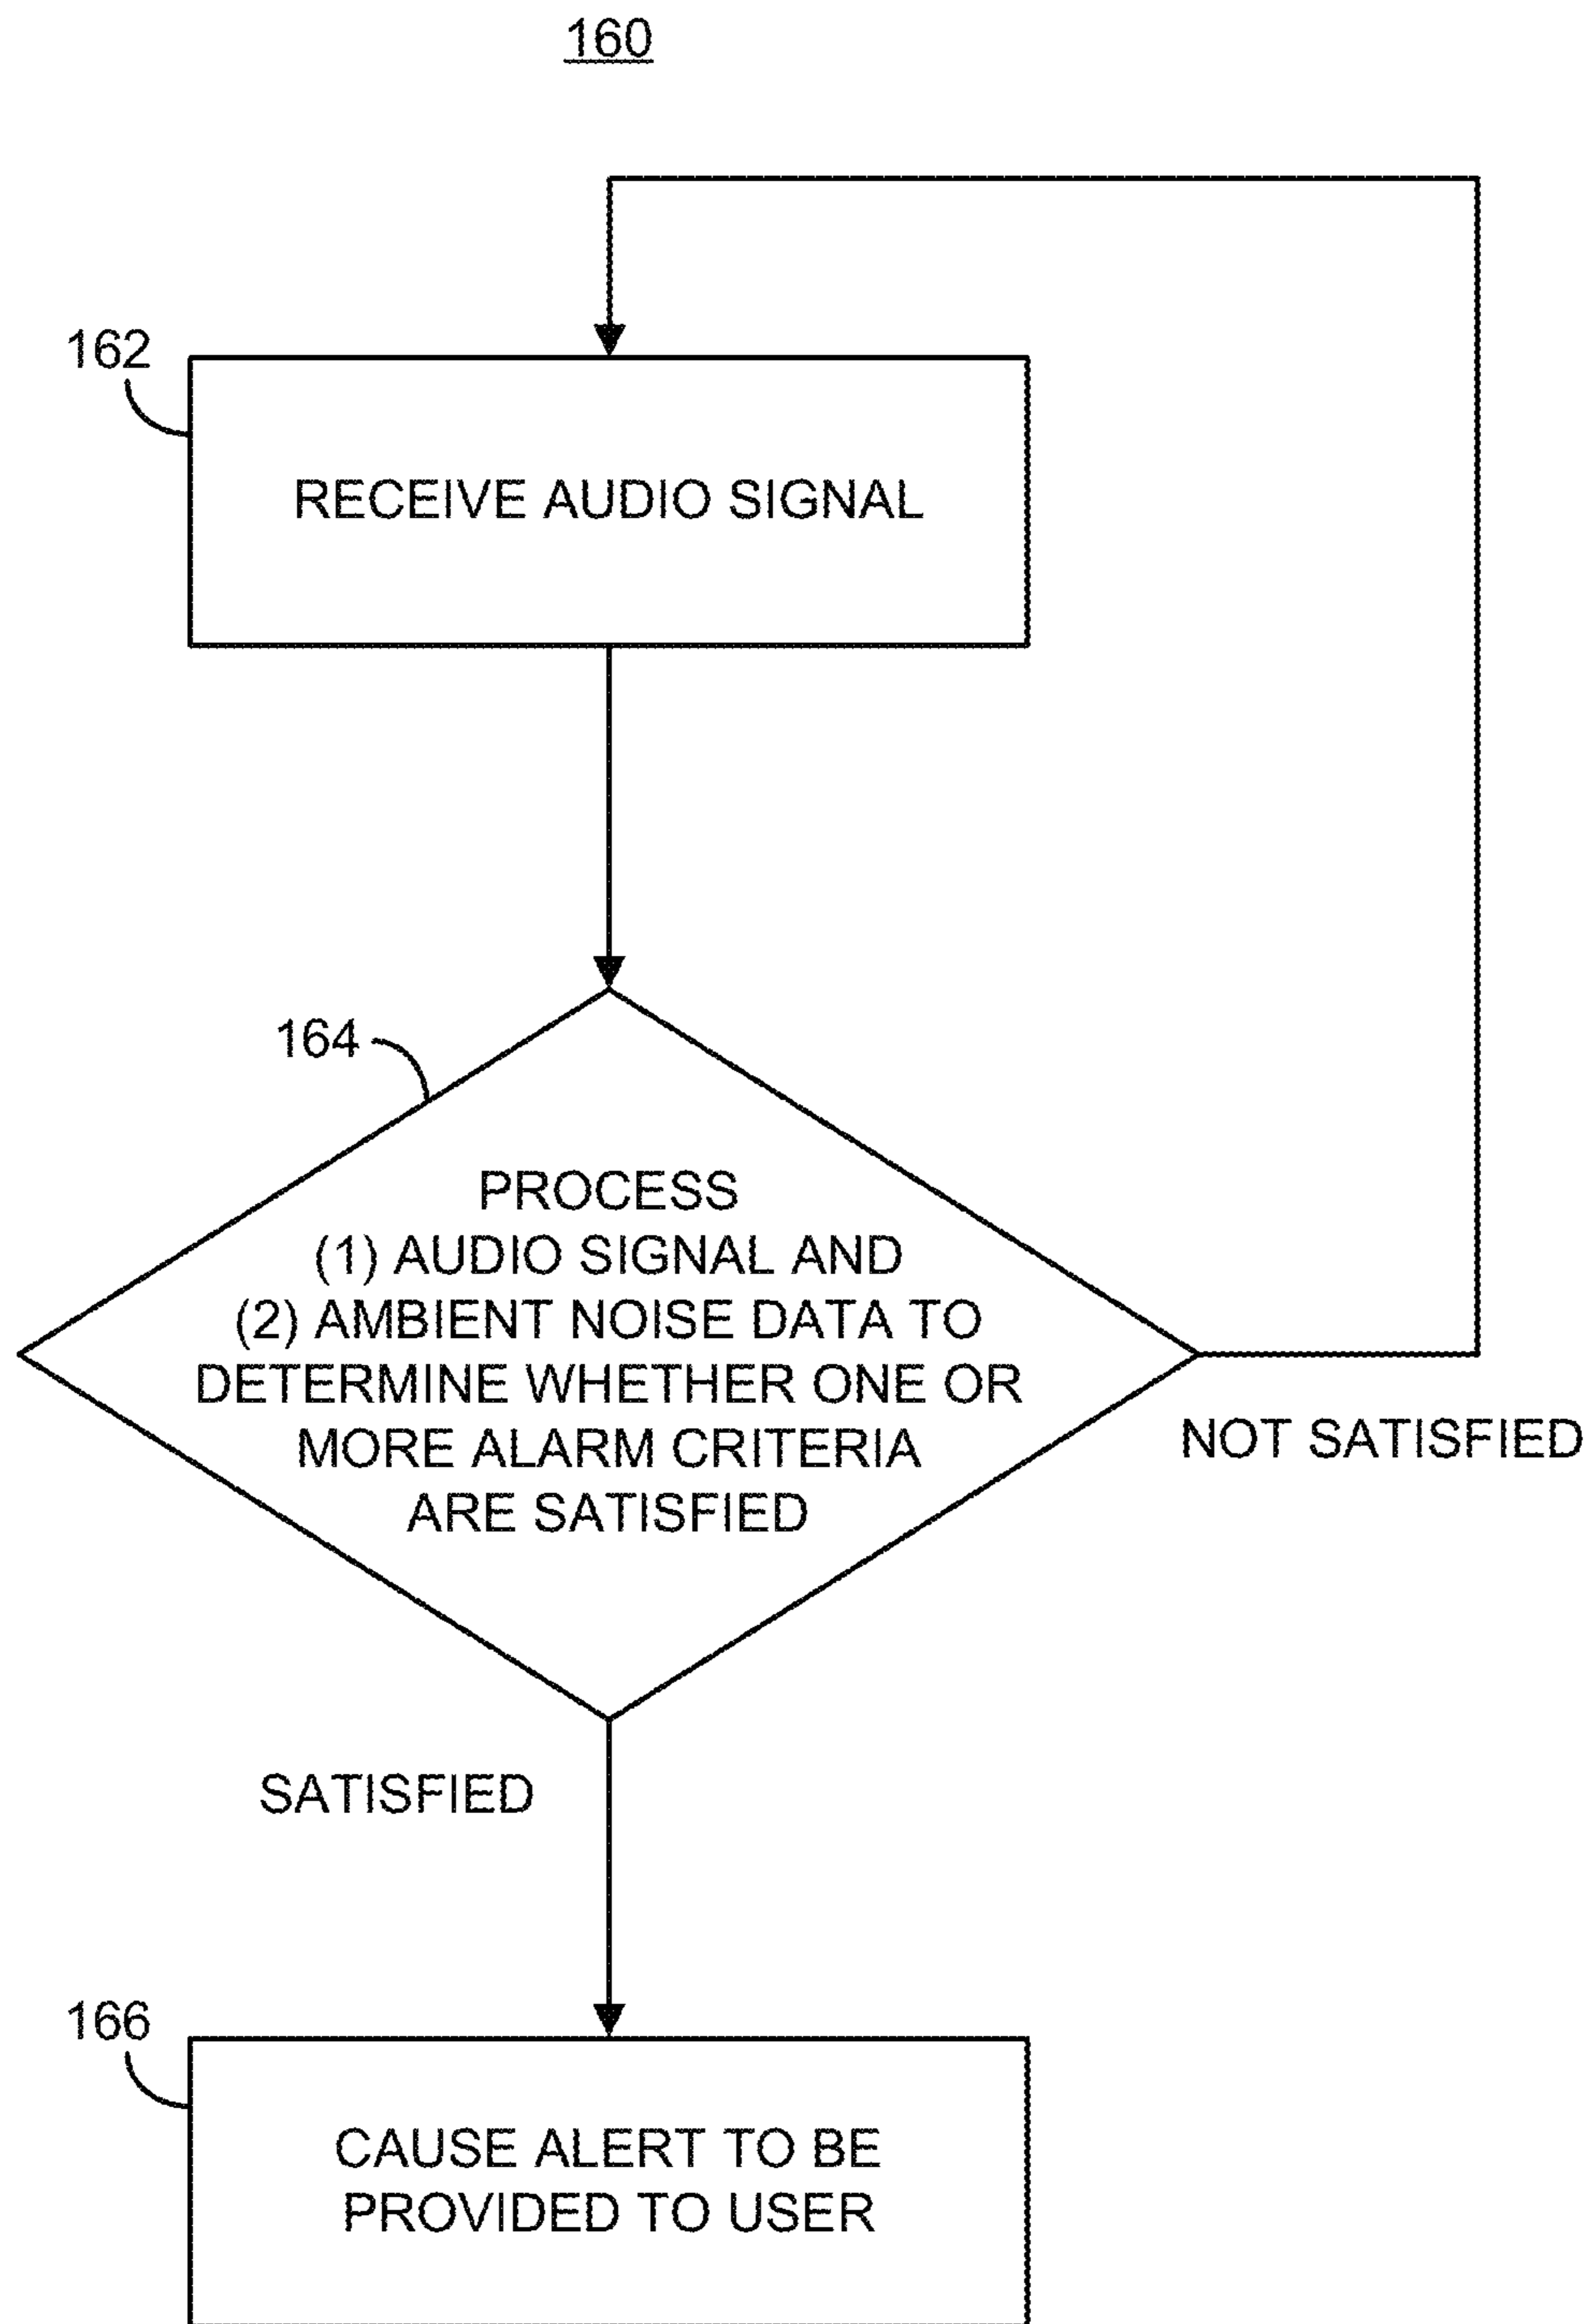 160
162
RECEIVE AUDIO SIGNAL
164
PROCESS
(1) AUDIO SIGNAL AND
(2) AMBIENT NOISE DATA TO
DETERMINE WHETHER ONE OR
MORE ALARM CRITERIA
ARE SATISFIED
NOT SATISFIED
SATISFIED
166
CAUSE ALERT TO BE
PROVIDED TO USER